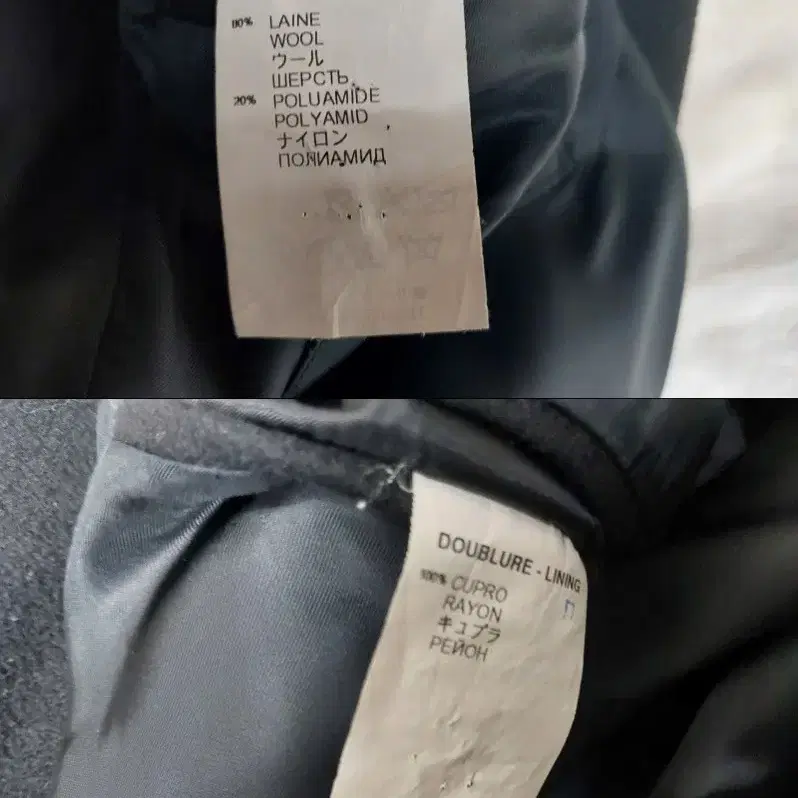 80% LAINE
WOOL
ウール
ШЕРСТЬ
20% POLUAMIDE
POLYAMID
ナイロン
ПОЛИАМИД
DOUBLURE - LINING
100% CUPRO
RAYON
キュプラ
РЕЙОН